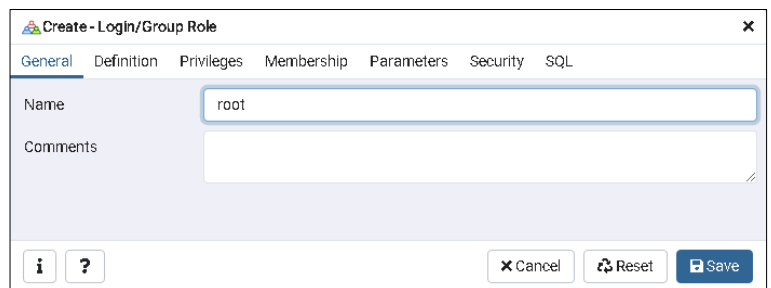 Create - Login/Group Role
General Definition Privileges Membership Parameters Security SQL
Name root
Comments
i ? Cancel Reset Save